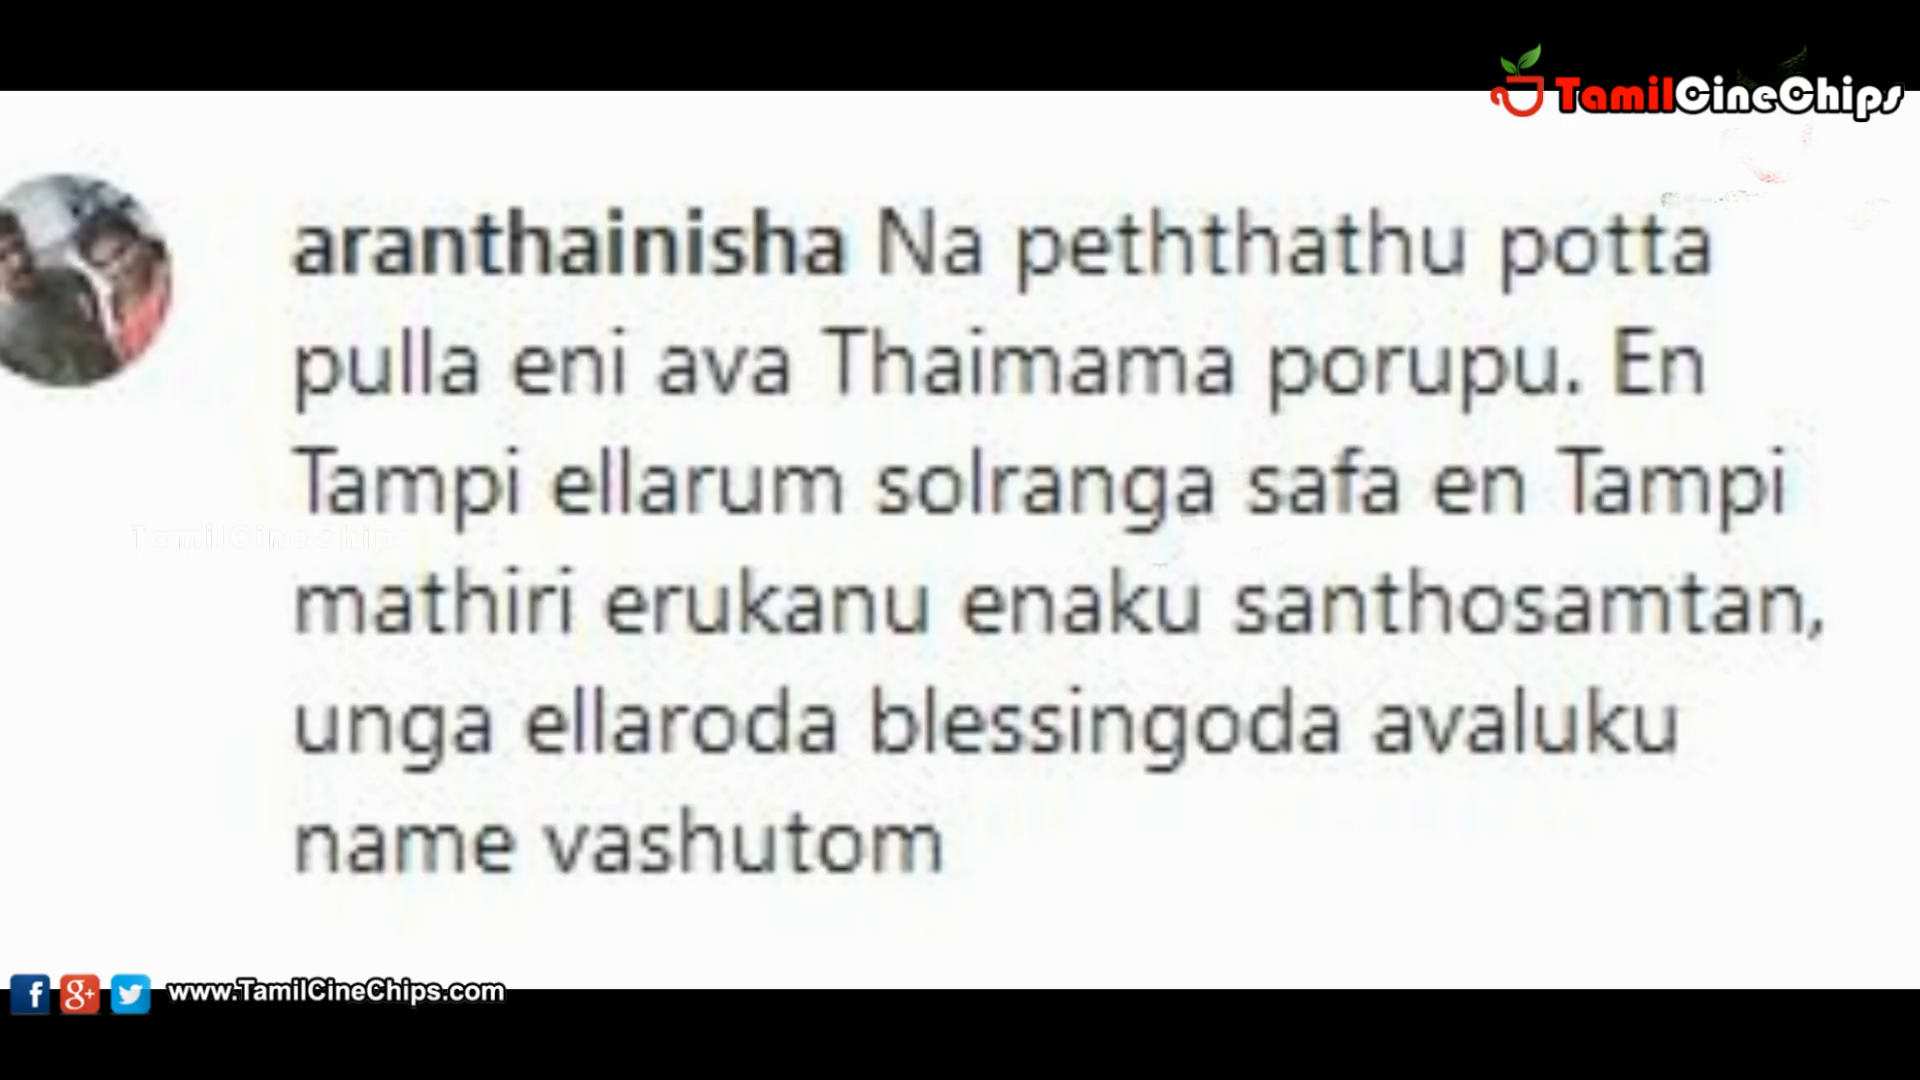 TamilCineChips
aranthainisha Na peththathu potta
pulla eni ava Thaimama porupu. En
Tampi ellarum solranga safa en Tampi
TamilCineChips
mathiri erukanu enaku santhosamtan,
unga ellaroda blessingoda avaluku
name vashutom
f g+ www.TamilCineChips.com